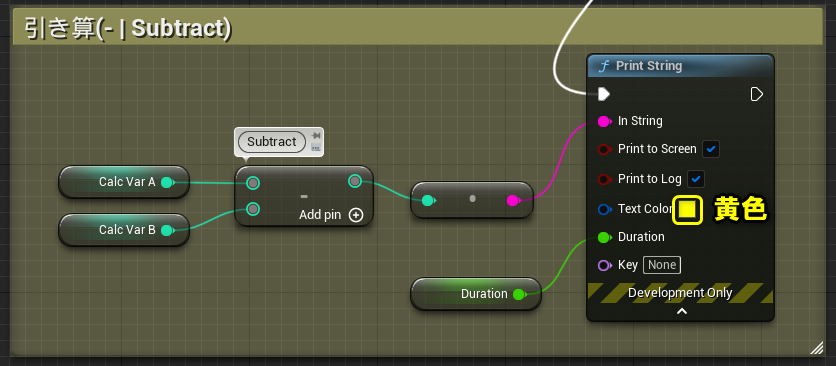 引き算(- | Subtract)
Print String
In String
Subtract
Print to Screen
Calc Var A
Print to Log
-
Add pin
Text Color
黄色
Calc Var B
Duration
Key
None
Duration
Development Only